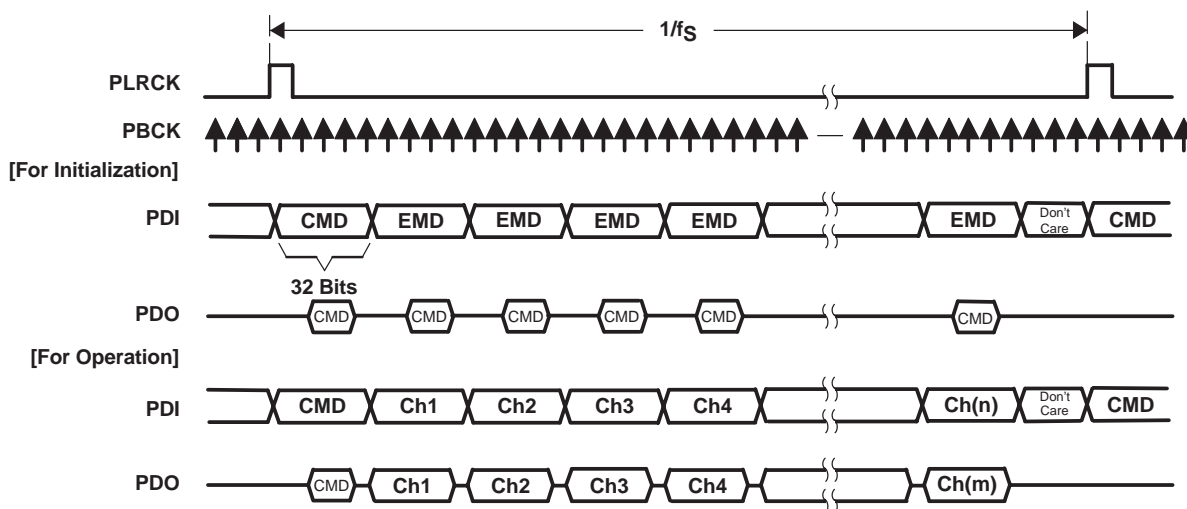 1/fS
PLRCK
PBCK
[For Initialization]
PDI CMD EMD EMD EMD EMD EMD Don't Care CMD
32 Bits
PDO CMD CMD CMD CMD CMD CMD
[For Operation]
PDI CMD Ch1 Ch2 Ch3 Ch4 Ch(n) Don't Care CMD
PDO CMD Ch1 Ch2 Ch3 Ch4 Ch(m)